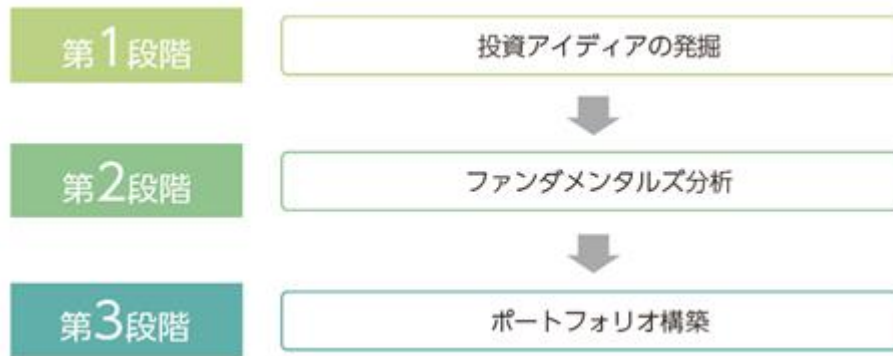 第1段階
投資アイディアの発掘
第2段階
ファンダメンタルズ分析
第3段階
ポートフォリオ構築